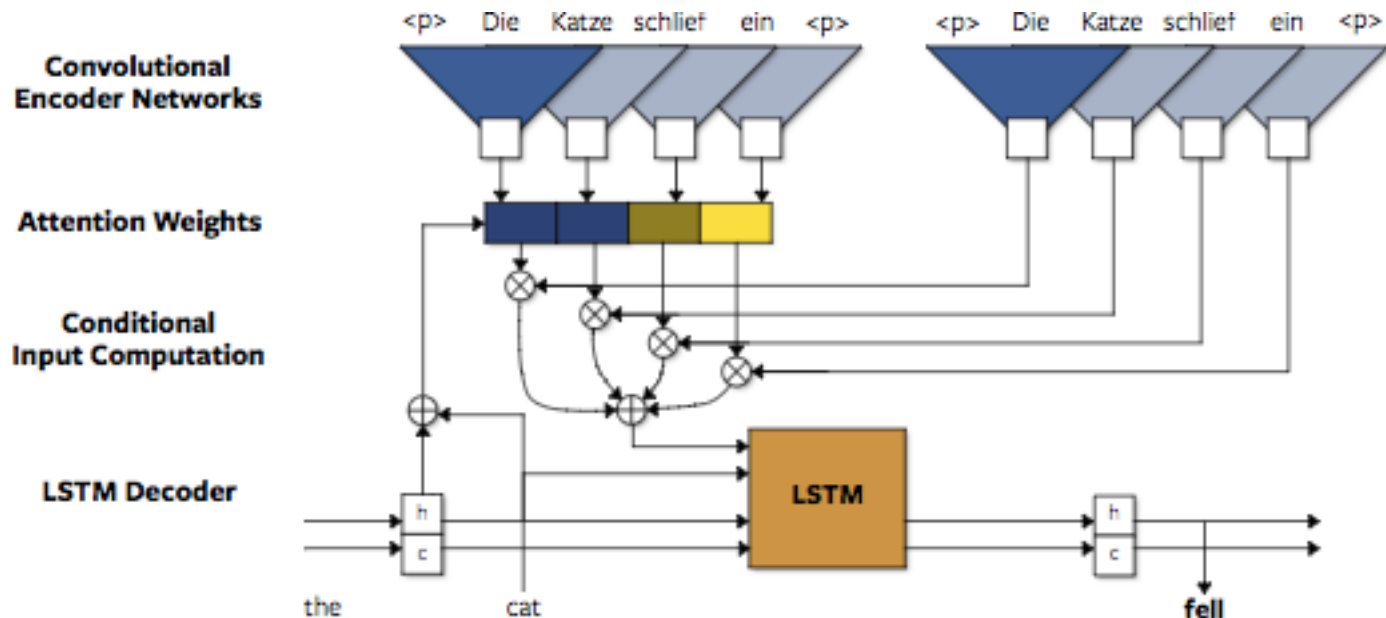 <p> Die Katze schlief ein <p>
<p> Die Katze schlief ein <p>
Convolutional
Encoder Networks
Attention Weights
Conditional
Input Computation
LSTM Decoder
LSTM
h
c
h
c
the
cat
fell